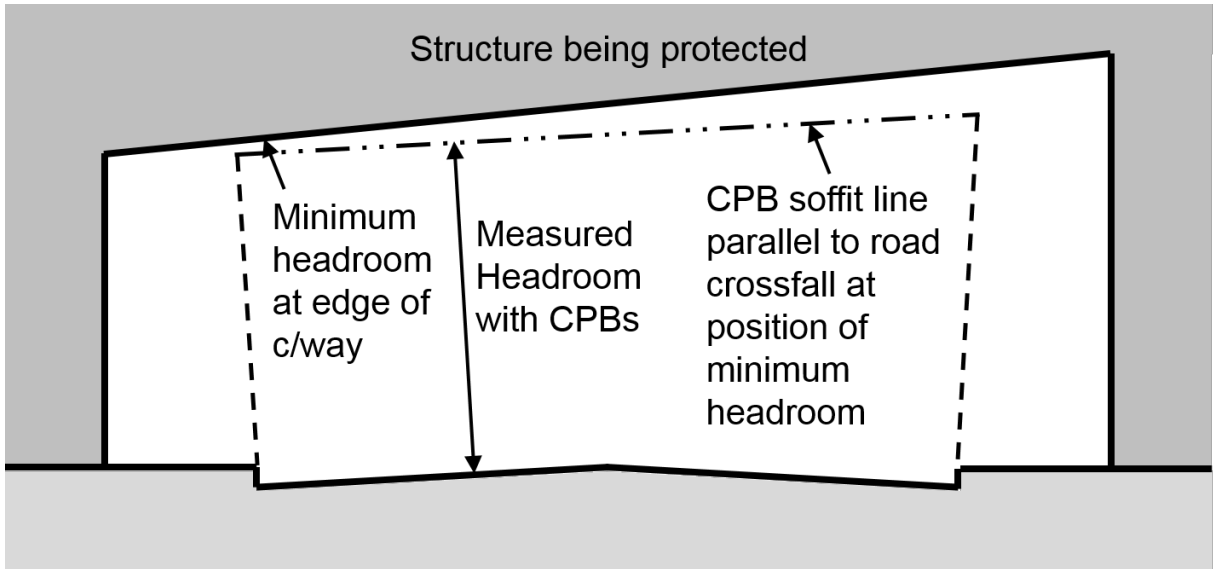 Structure being protected
Minimum
headroom
at edge of
c/way
Measured
Headroom
with CPBs
CPB soffit line
parallel to road
crossfall at
position of
minimum
headroom